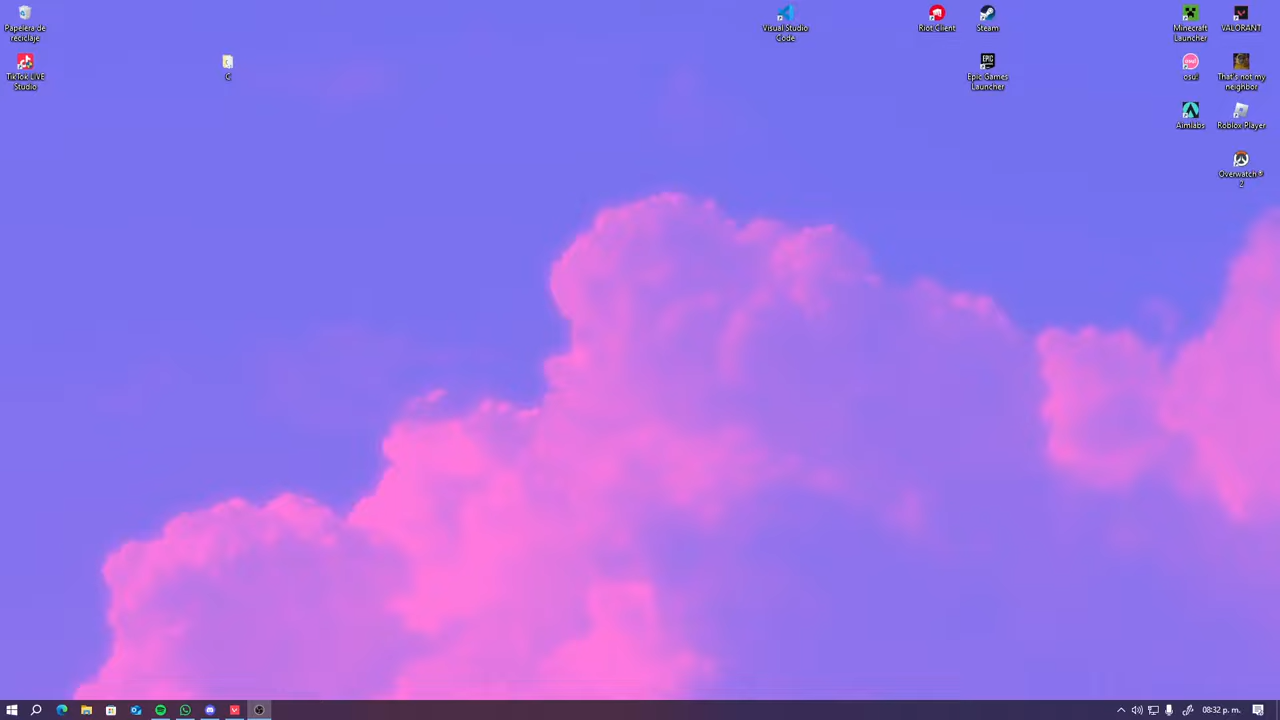 Papelera de
reciclaje
TikTok LIVE
Studio
C
Visual Studio
Code
Riot Client
Steam
Epic Games
Launcher
Minecraft
Launcher
VALORANT
osu!
That's not my
neighbor
Aimlabs
Roblox Player
Overwatch®
2
08:32 p. m.